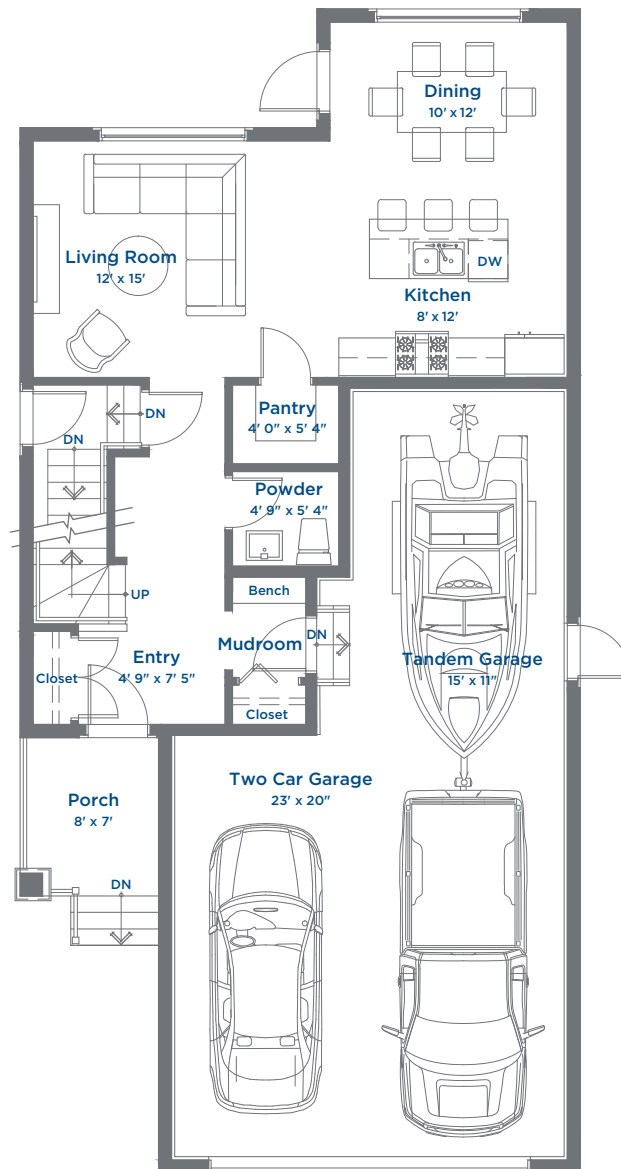 Dining
10' x 12'
Living Room
12' x 15'
DW
Kitchen
8' x 12'
DN
Pantry
4' 0" x 5' 4"
DN
Powder
4' 9" x 5' 4"
UP
Bench
Mudroom
DN
Entry
4' 9" x 7' 5"
Closet
Closet
Tandem Garage
15' x 11"
Two Car Garage
23' x 20"
Porch
8' x 7'
DN